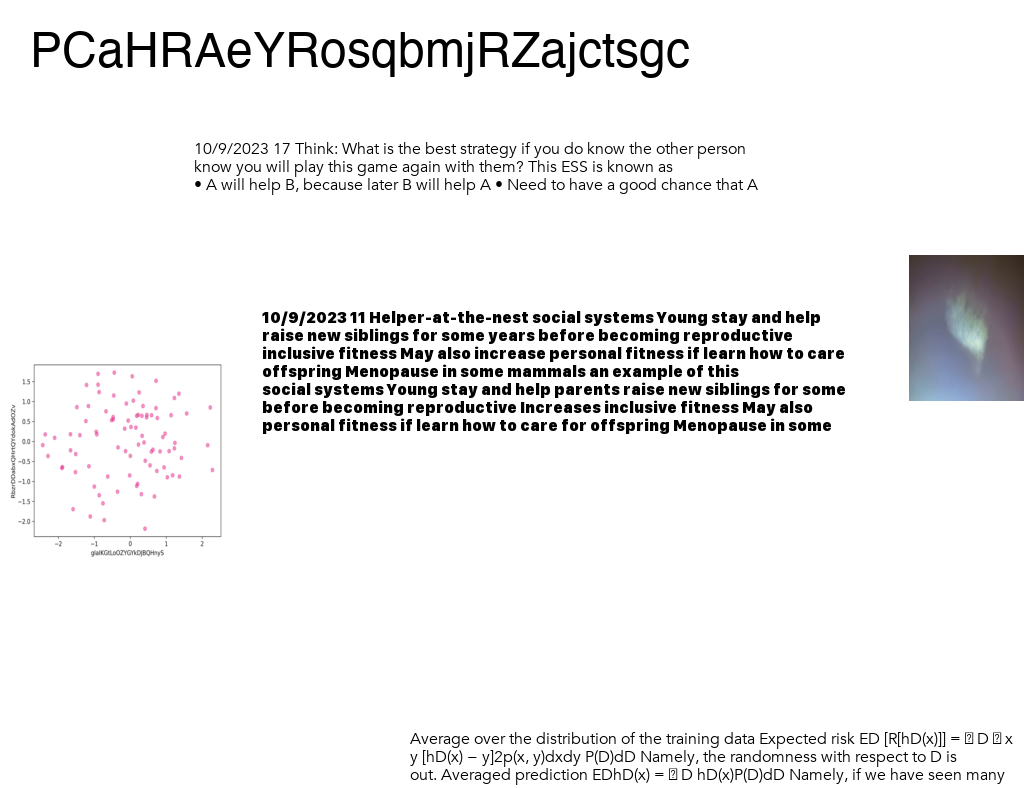 PCaHRAeYRosqbmjRZajctsgc
10/9/2023 17 Think: What is the best strategy if you do know the other person
know you will play this game again with them? This ESS is known as
• A will help B, because later B will help A • Need to have a good chance that A
10/9/2023 11 Helper-at-the-nest social systems Young stay and help
raise new siblings for some years before becoming reproductive
inclusive fitness May also increase personal fitness if learn how to care
offspring Menopause in some mammals an example of this
social systems Young stay and help parents raise new siblings for some
before becoming reproductive Increases inclusive fitness May also
personal fitness if learn how to care for offspring Menopause in some
1.5
1.0
0.5
0.0
−0.5
−1.0
−1.5
−2.0
−2 −1 0 1 2
Average over the distribution of the training data Expected risk ED [R[hD(x)]] = D x
y [hD(x) − y]2p(x, y)dxdy P(D)dD Namely, the randomness with respect to D is
out. Averaged prediction EDhD(x) = D hD(x)P(D)dD Namely, if we have seen many